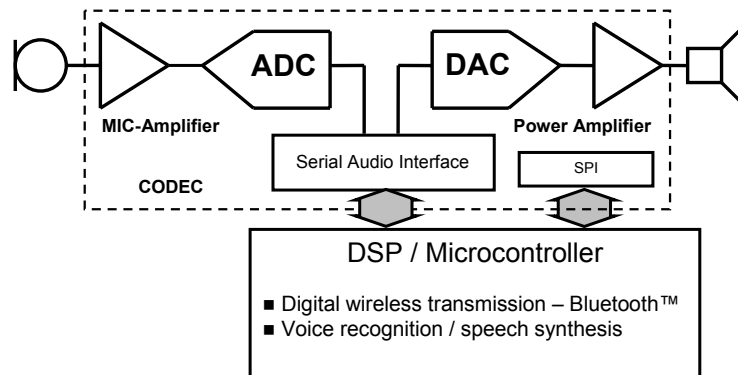 ADC
DAC
MIC-Amplifier
Power Amplifier
Serial Audio Interface
SPI
CODEC
DSP / Microcontroller
■ Digital wireless transmission – Bluetooth™
■ Voice recognition / speech synthesis